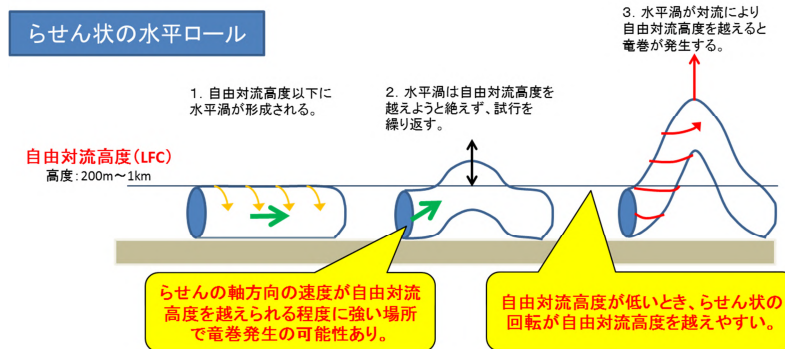 らせん状の水平ロール
1．自由対流高度以下に
水平渦が形成される。
2．水平渦は自由対流高度を
越えようと絶えず、試行を
繰り返す。
3．水平渦が対流により
自由対流高度を越えると
竜巻が発生する。
自由対流高度(LFC)
高度：200m～1km
らせんの軸方向の速度が自由対流
高度を越えられる程度に強い場所
で竜巻発生の可能性あり。
自由対流高度が低いとき、らせん状の
回転が自由対流高度を越えやすい。